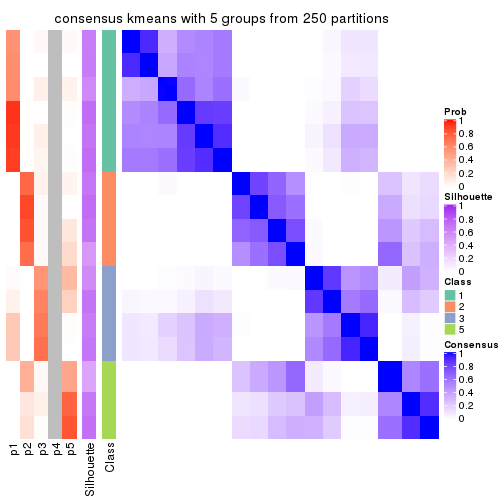 consensus kmeans with 5 groups from 250 partitions
Prob
1
0.8
0.6
0.4
0.2
0
Silhouette
1
0.8
0.6
0.4
0.2
0
Class
1
2
3
5
Consensus
1
0.8
0.6
0.4
0.2
0
p1
p2
p3
p4
p5
Silhouette
Class